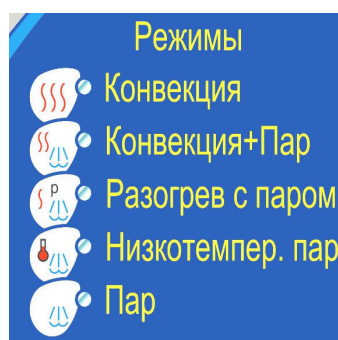 Режимы
Конвекция
Конвекция+Пар
р
Разогрев с паром
Низкотемпер. пар
Пар